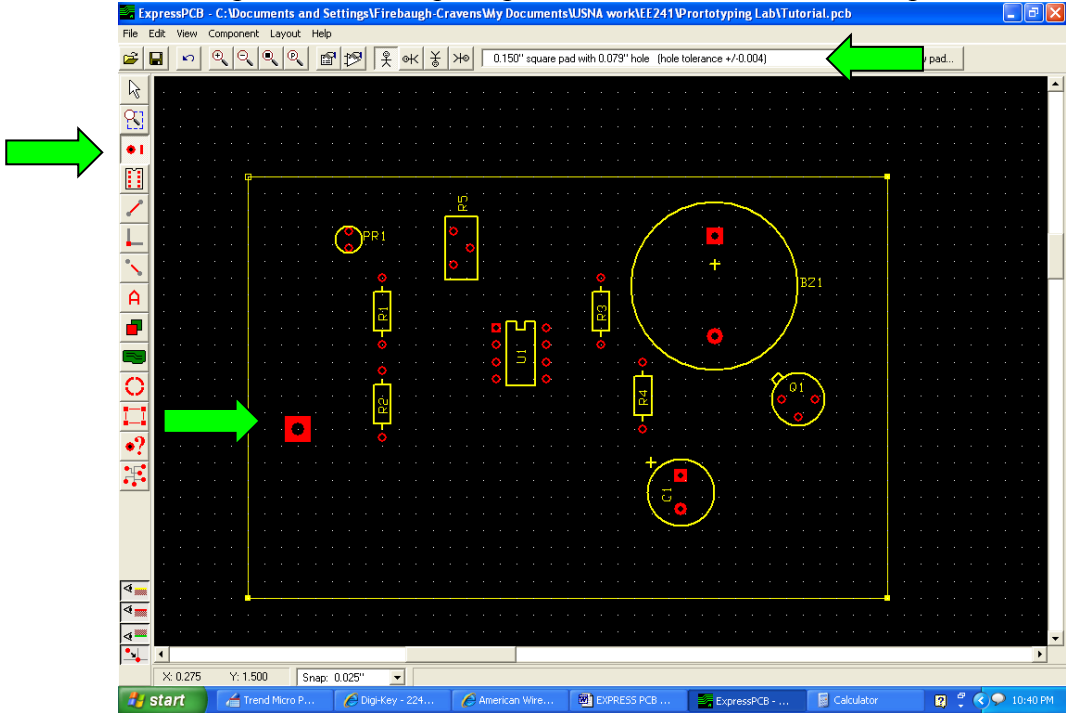 ExpressPCB - C:\Documents and Settings\Firebaugh-Cravens\My Documents\USNA work\EE241\Prortotyping Lab\Tutorial.pcb
File Edit View Component Layout Help
0.150" square pad with 0.079" hole (hole tolerance +/-0.004)
pad...
R5
PR1
BZ1
R1
R3
U1
Q1
R2
R4
C1
X: 0.275 Y: 1.500 Snap: 0.025"
start Trend Micro P... Digi-Key - 224... American Wire... EXPRESS PCB ... ExpressPCB - ... Calculator 10:40 PM